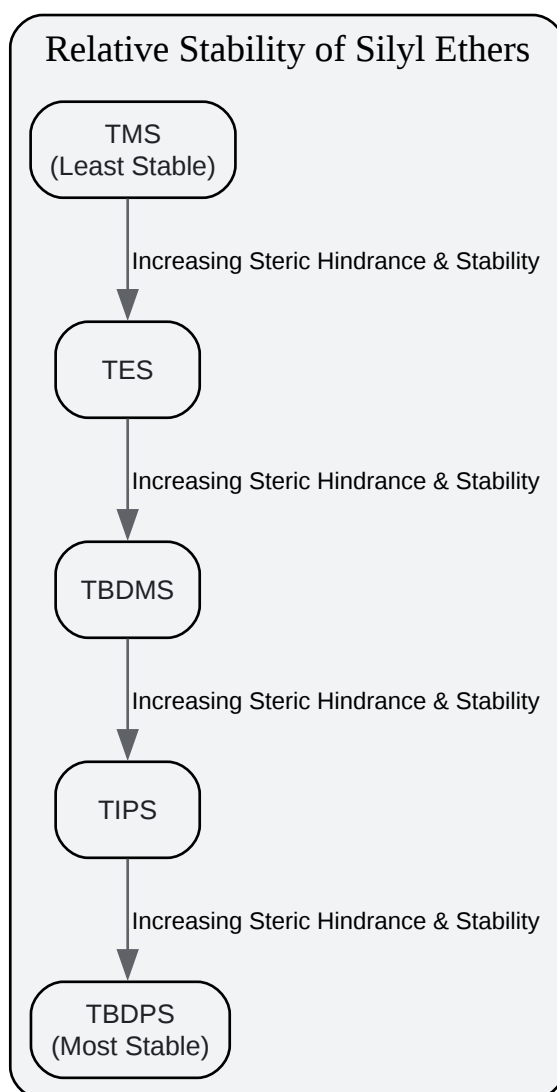 Relative Stability of Silyl Ethers
TMS
(Least Stable)
Increasing Steric Hindrance & Stability
TES
Increasing Steric Hindrance & Stability
TBDMS
Increasing Steric Hindrance & Stability
TIPS
Increasing Steric Hindrance & Stability
TBDPS
(Most Stable)